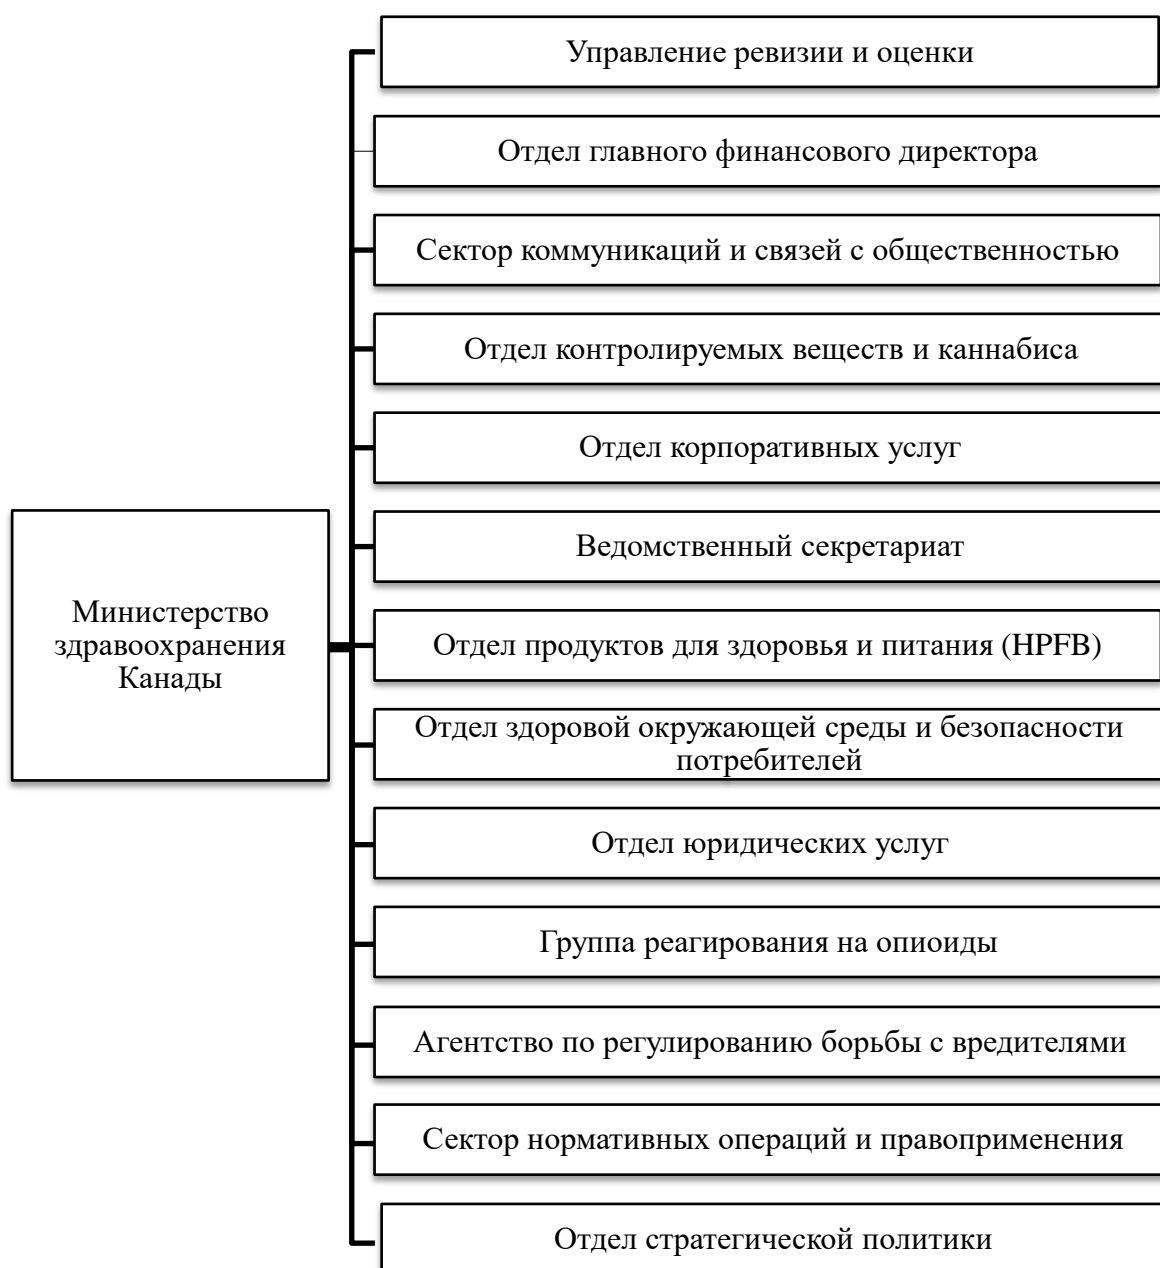 Управление ревизии и оценки
Отдел главного финансового директора
Сектор коммуникаций и связей с общественностью
Отдел контролируемых веществ и каннабиса
Отдел корпоративных услуг
Ведомственный секретариат
Министерство
здравоохранения
Канады
Отдел продуктов для здоровья и питания (HPFB)
Отдел здоровой окружающей среды и безопасности
потребителей
Отдел юридических услуг
Группа реагирования на опиоиды
Агентство по регулированию борьбы с вредителями
Сектор нормативных операций и правоприменения
Отдел стратегической политики